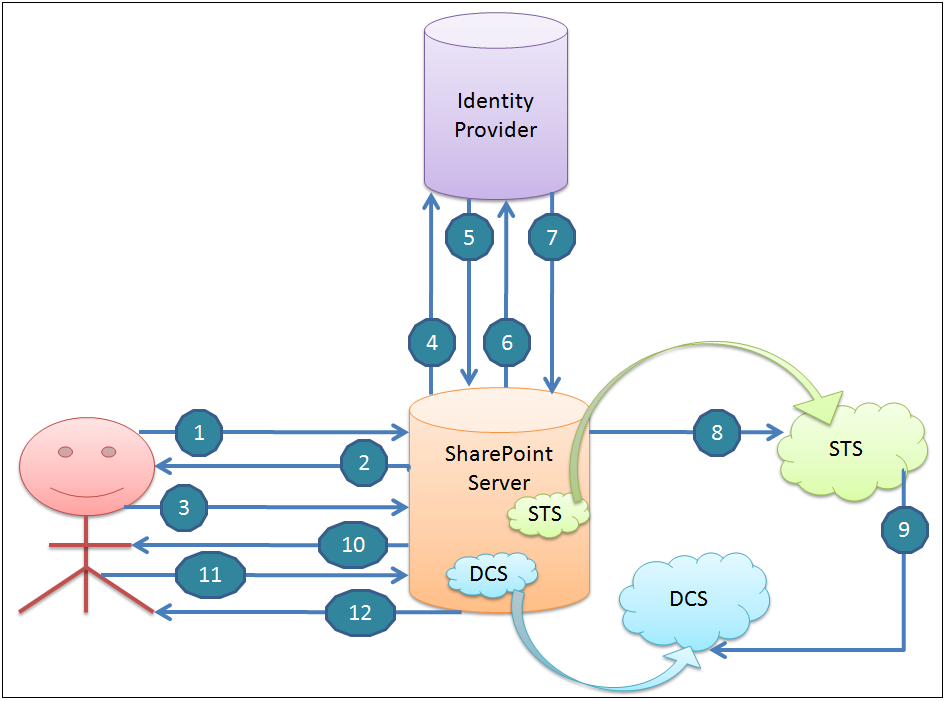 Identity
Provider
5
7
4
6
1
8
2
SharePoint
Server
STS
3
STS
9
10
11
DCS
DCS
12